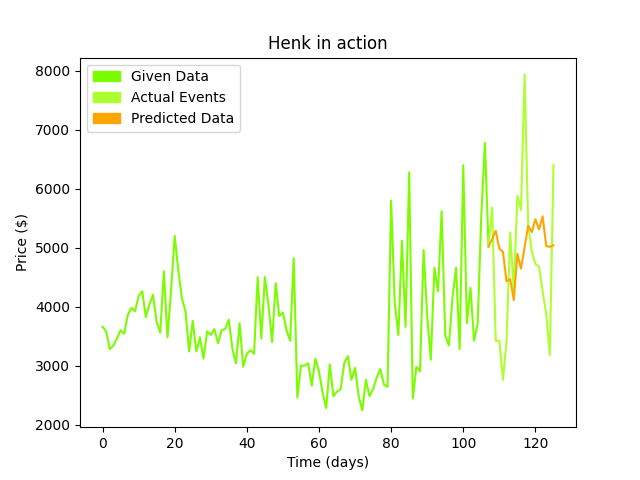 Henk in action
Given Data
Actual Events
Predicted Data
8000
7000
6000
5000
4000
3000
2000
Price ($)
0 20 40 60 80 100 120
Time (days)